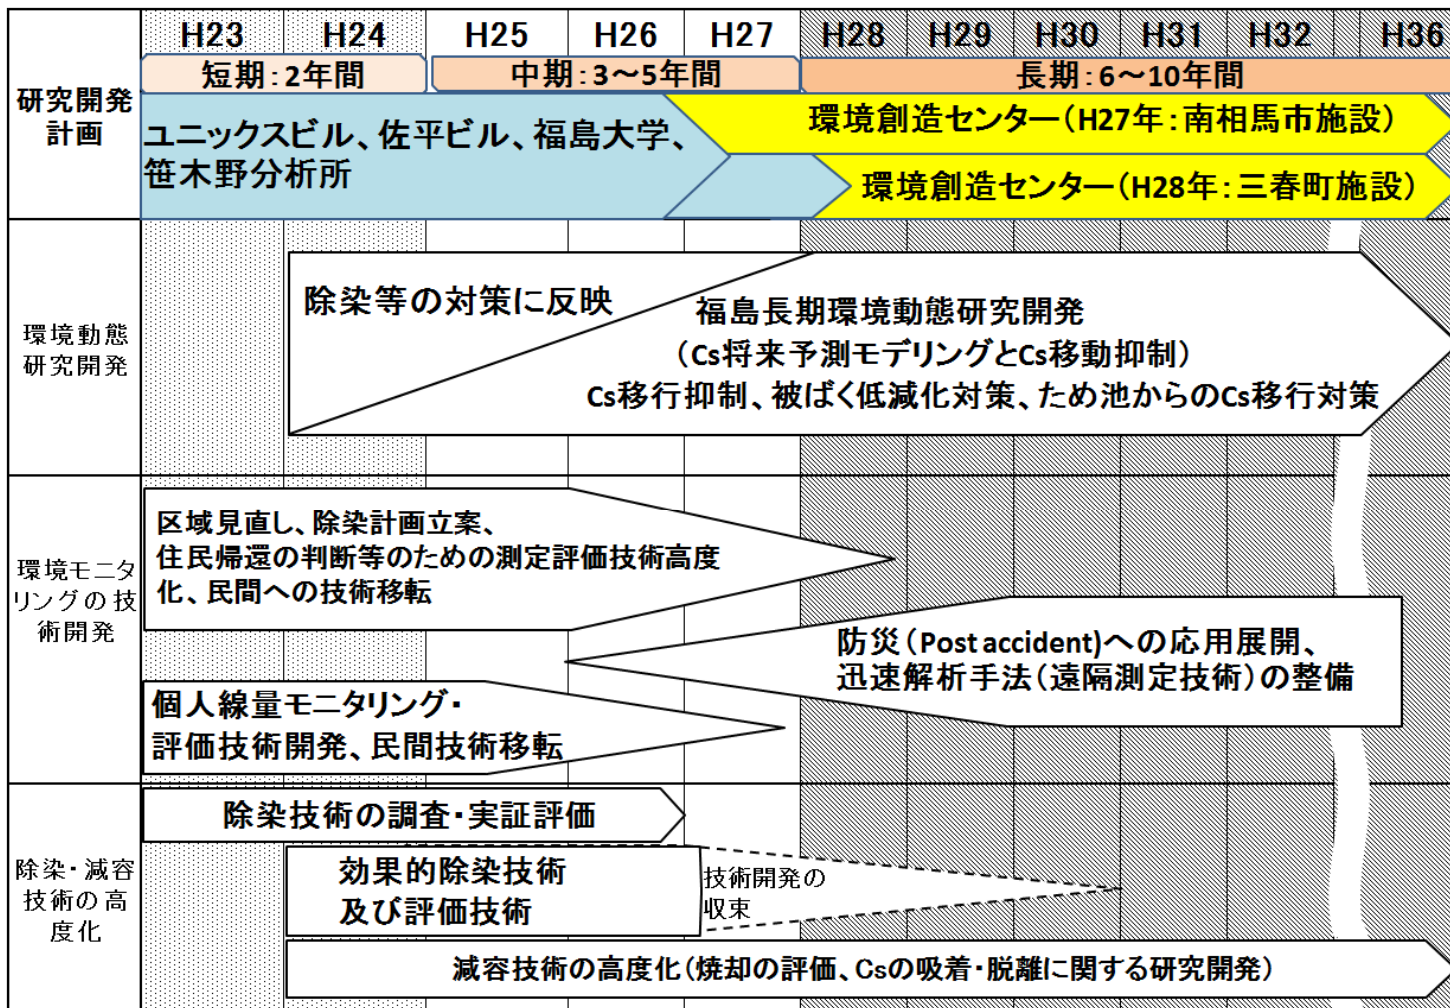 H23 H24 H25 H26 H27 H28 H29 H30 H31 H32 H36
短期：2年間 中期：3～5年間 長期：6～10年間
研究開発
計画
ユニックスビル、佐平ビル、福島大学、
笹木野分析所
環境創造センター（H27年：南相馬市施設）
環境創造センター（H28年：三春町施設）
環境動態
研究開発
除染等の対策に反映
福島長期環境動態研究開発
（Cs将来予測モデリングとCs移動抑制）
Cs移行抑制、被ばく低減化対策、ため池からのCs移行対策
環境モニタ
リングの技
術開発
区域見直し、除染計画立案、
住民帰還の判断等のための測定評価技術高度
化、民間への技術移転
防災（Post accident)への応用展開、
迅速解析手法（遠隔測定技術）の整備
個人線量モニタリング・
評価技術開発、民間技術移転
除染・減容
技術の高
度化
除染技術の調査・実証評価
効果的除染技術
及び評価技術
技術開発の
収束
減容技術の高度化（焼却の評価、Csの吸着・脱離に関する研究開発）